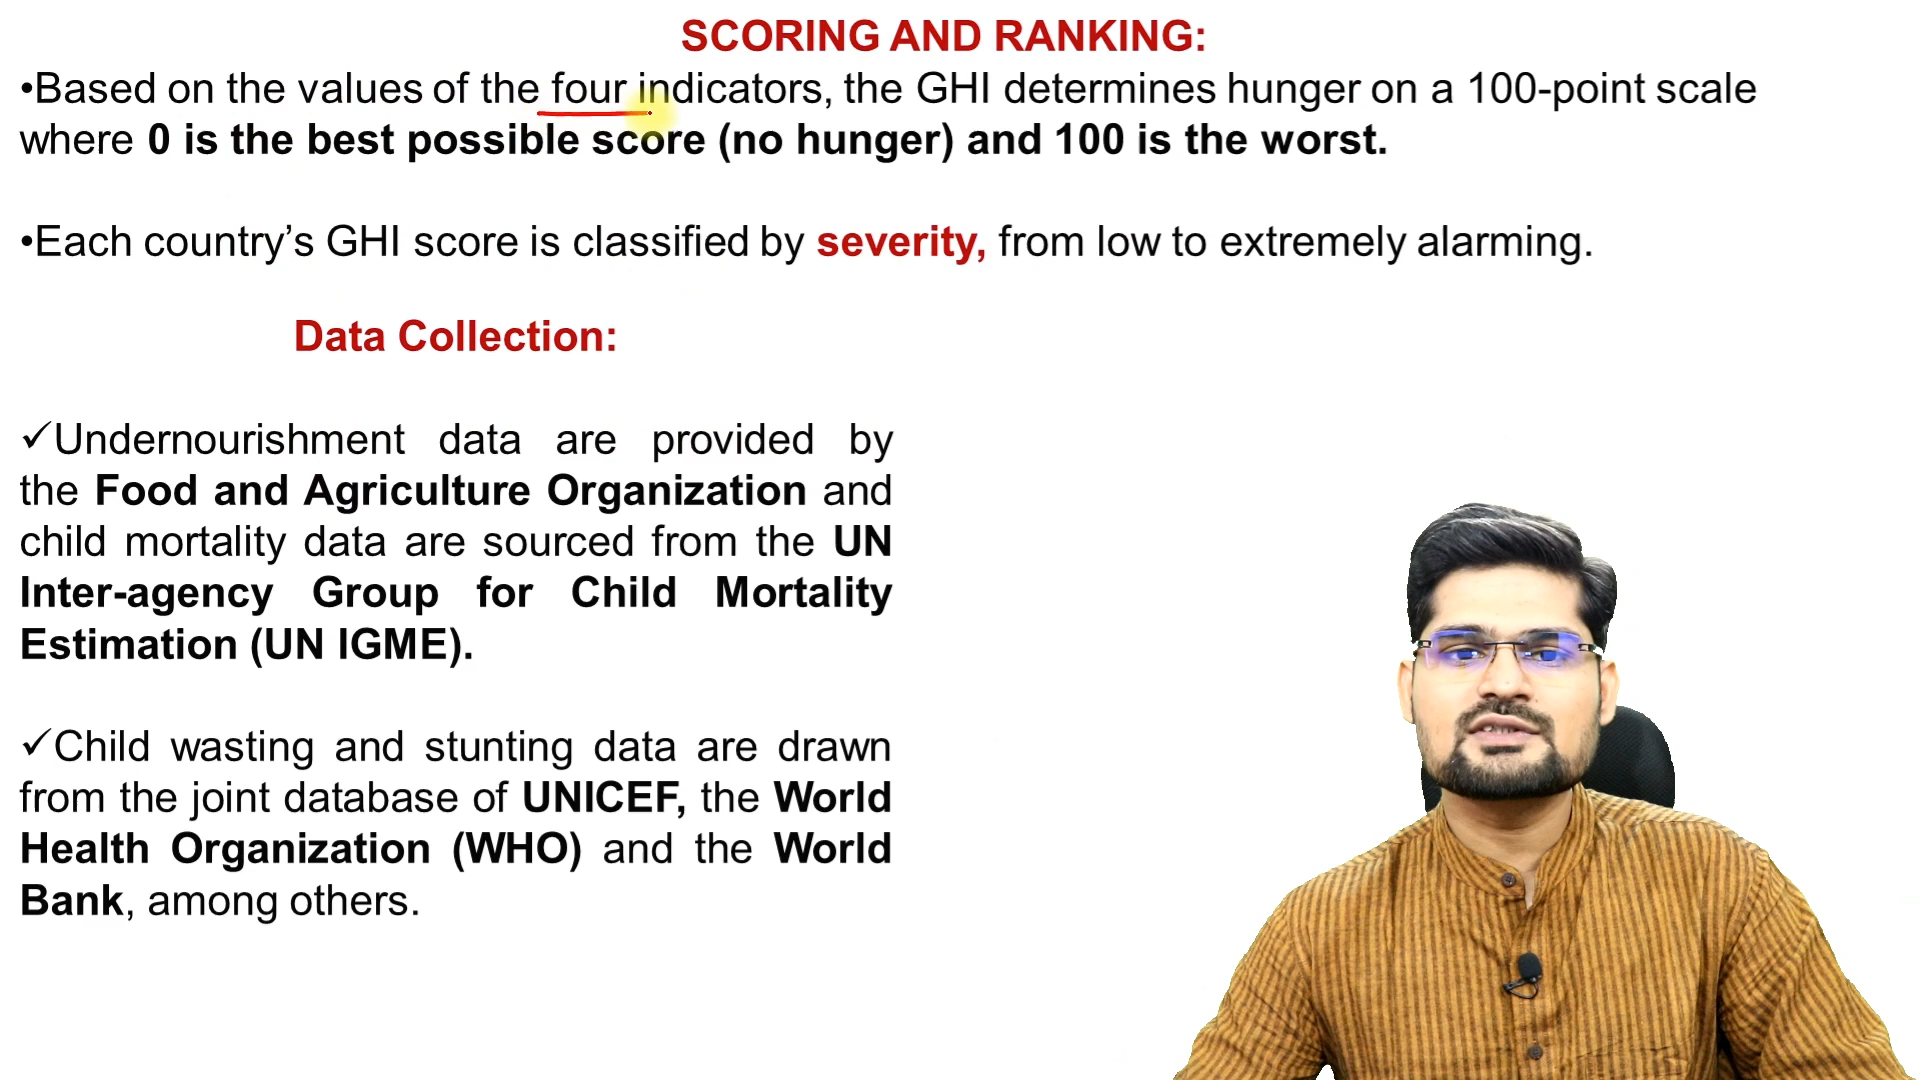 SCORING AND RANKING:
•Based on the values of the four indicators, the GHI determines hunger on a 100-point scale
where 0 is the best possible score (no hunger) and 100 is the worst.
•Each country’s GHI score is classified by severity, from low to extremely alarming.
Data Collection:
✓Undernourishment data are provided by
the Food and Agriculture Organization and
child mortality data are sourced from the UN
Inter-agency Group for Child Mortality
Estimation (UN IGME).
✓Child wasting and stunting data are drawn
from the joint database of UNICEF, the World
Health Organization (WHO) and the World
Bank, among others.